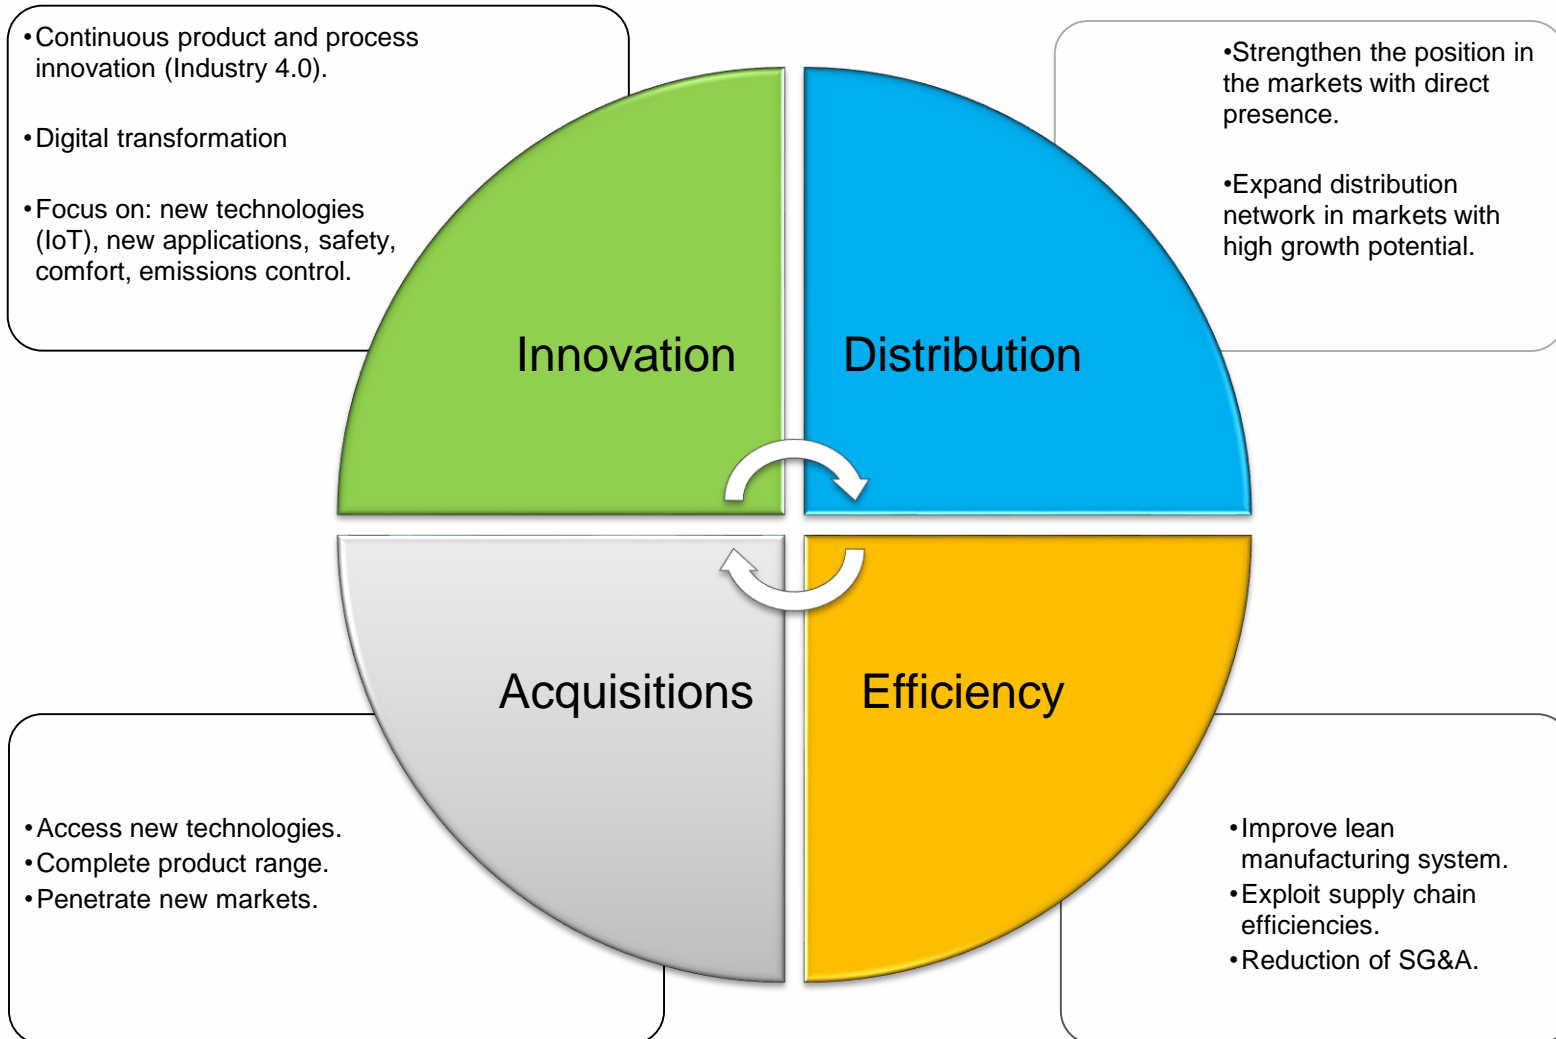 •Continuous product and process
innovation (Industry 4.0).
•Digital transformation
•Focus on: new technologies
(IoT), new applications, safety,
comfort, emissions control.
•Strengthen the position in
the markets with direct
presence.
•Expand distribution
network in markets with
high growth potential.
Innovation
Distribution
Acquisitions
Efficiency
•Access new technologies.
•Complete product range.
•Penetrate new markets.
•Improve lean
manufacturing system.
•Exploit supply chain
efficiencies.
•Reduction of SG&A.